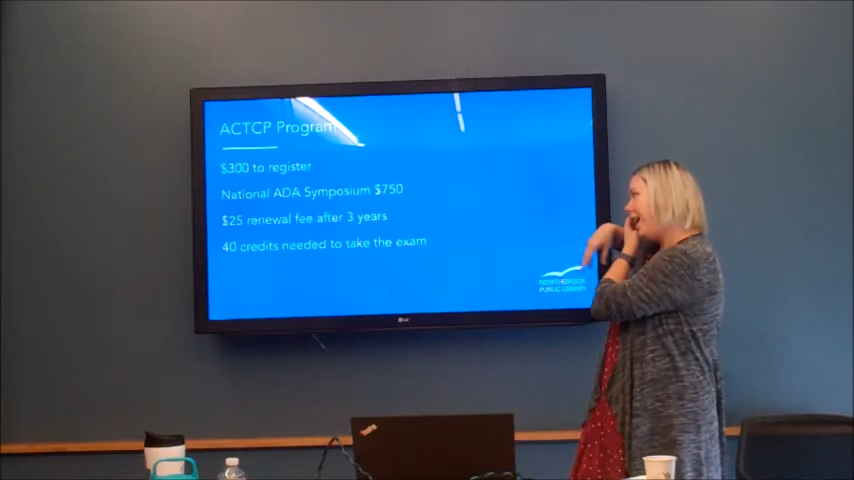 ACTCP Program
$300 to register
National ADA Symposium $750
$25 renewal fee after 3 years
40 credits needed to take the exam
NORTHBROOK
PUBLIC LIBRARY
LG